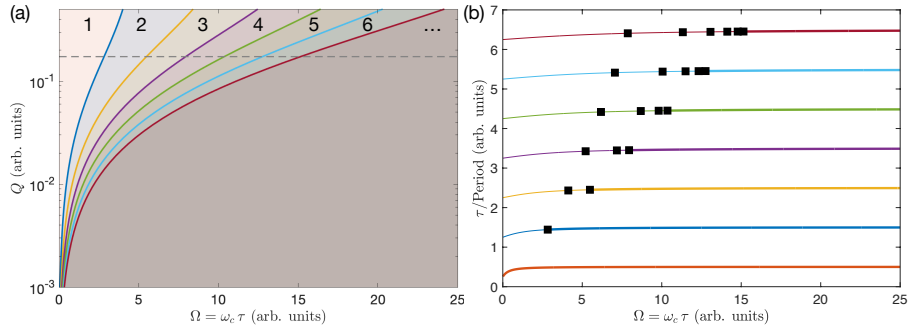 (a)
1 2 3 4 5 6 ...
Q (arb. units)
10⁻¹
10⁻²
10⁻³
0 5 10 15 20 25
Ω = ω_c τ (arb. units)
(b)
τ/Period (arb. units)
7
6
5
4
3
2
1
0
0 5 10 15 20 25
Ω = ω_c τ (arb. units)